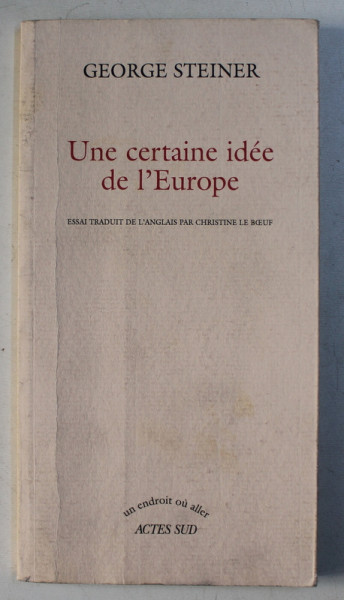 GEORGE STEINER
Une certaine idée
de l'Europe
ESSAI TRADUIT DE L'ANGLAIS PAR CHRISTINE LE BŒUF
un endroit où aller
ACTES SUD